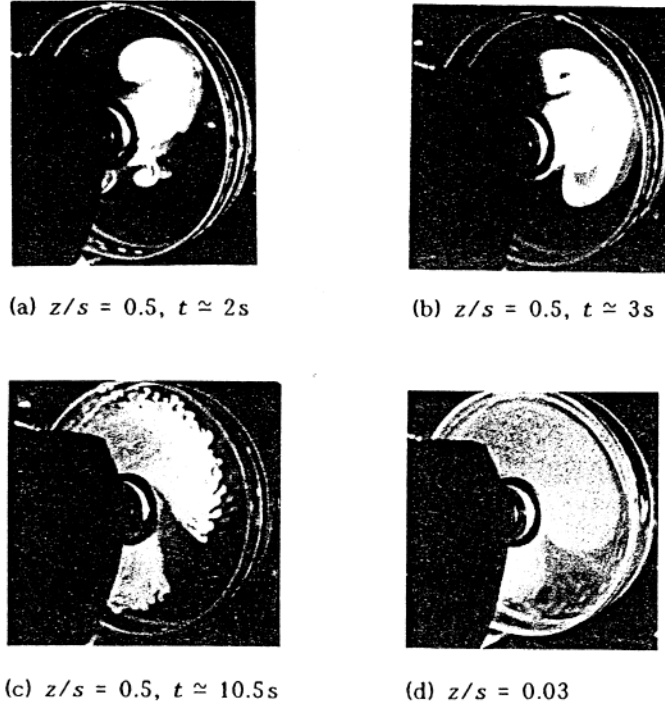 (a) z/s = 0.5, t ≃ 2s
(b) z/s = 0.5, t ≃ 3s
(c) z/s = 0.5, t ≃ 10.5s
(d) z/s = 0.03